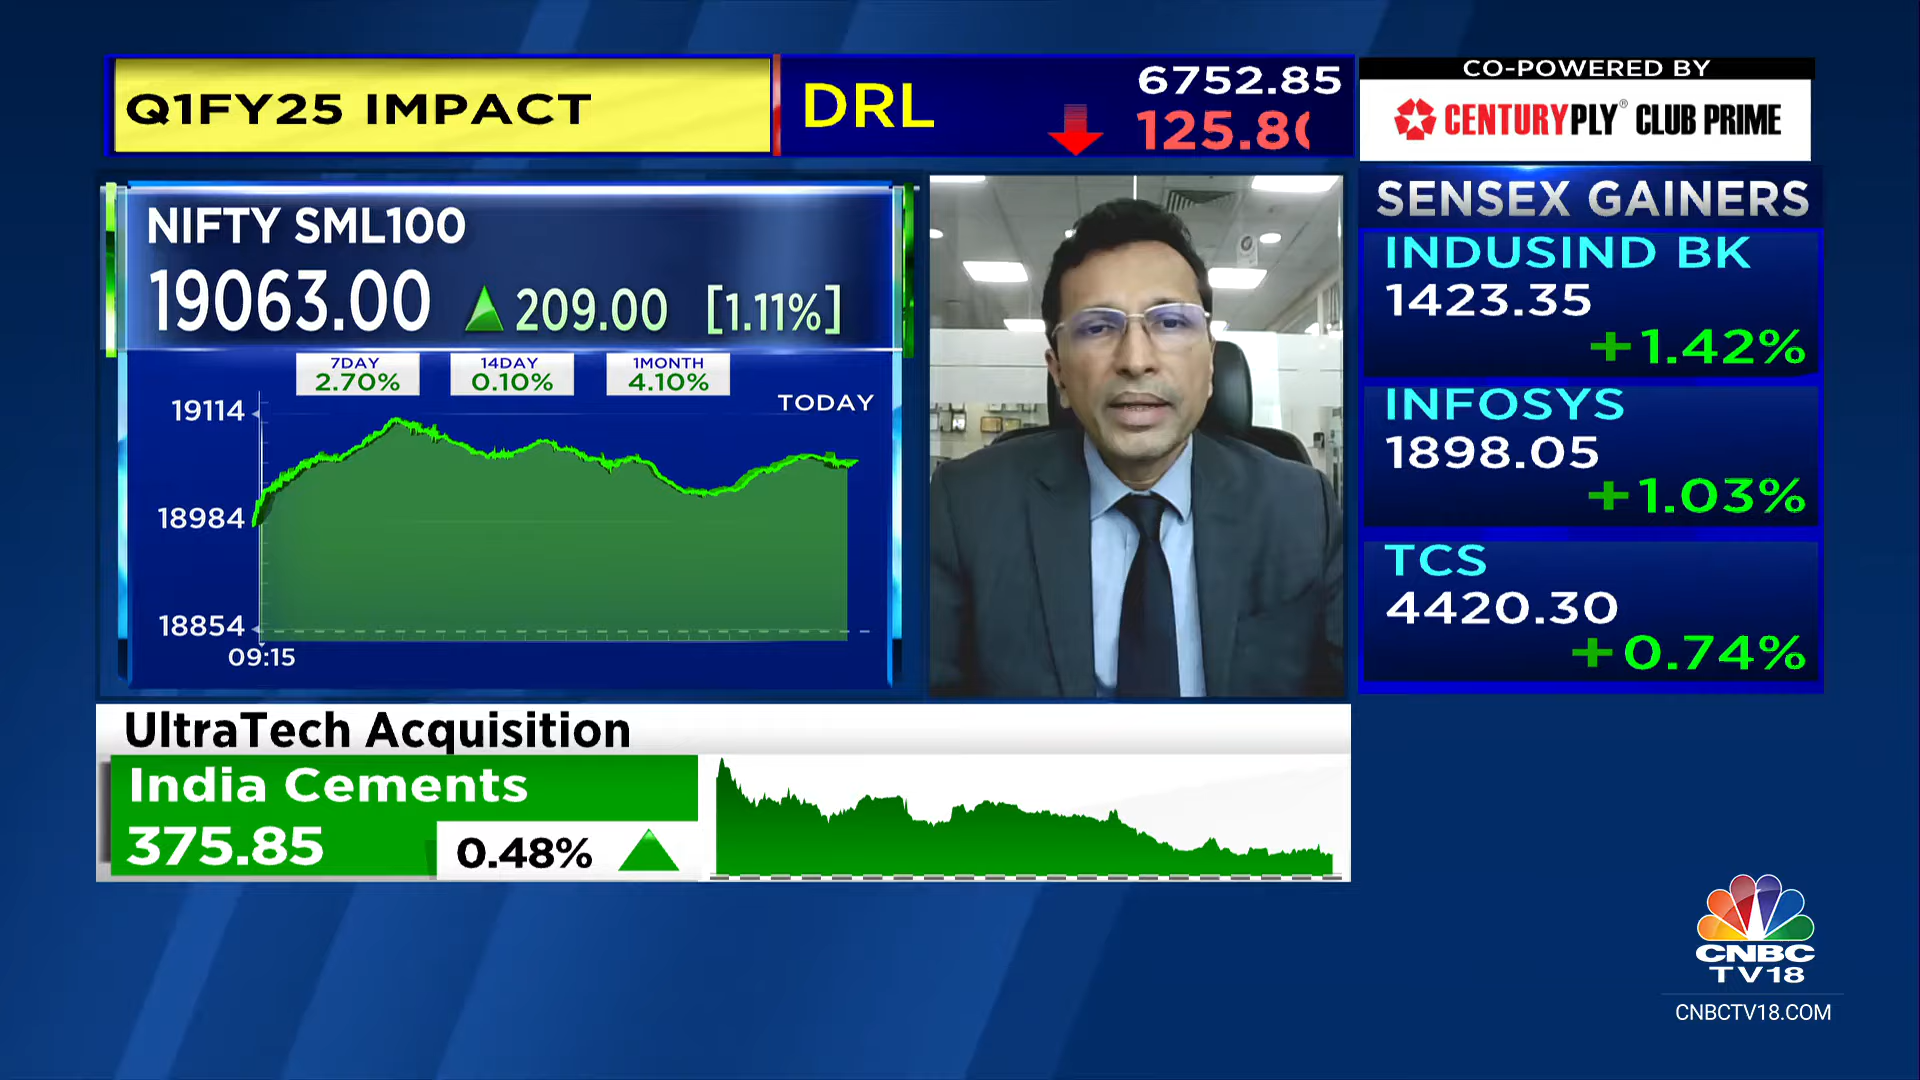 Q1FY25 IMPACT
DRL
6752.85
125.8
CO-POWERED BY
CENTURYPLY® CLUB PRIME
NIFTY SML100
19063.00 209.00 [1.11%]
7DAY
2.70%
14DAY
0.10%
1MONTH
4.10%
TODAY
19114
18984
18854
09:15
SENSEX GAINERS
INDUSIND BK
1423.35
+1.42%
INFOSYS
1898.05
+1.03%
TCS
4420.30
+0.74%
UltraTech Acquisition
India Cements
375.85
0.48%
CNBC
TV18
CNBCTV18.COM